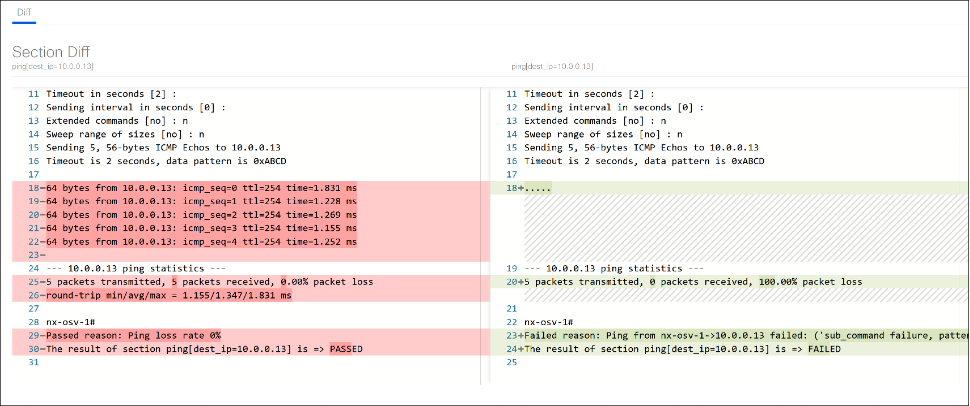 Diff
Section Diff
ping[dest_ip=10.0.0.13]
11 Timeout in seconds [2] :
12 Sending interval in seconds [0] :
13 Extended commands [no] : n
14 Sweep range of sizes [no] : n
15 Sending 5, 56-bytes ICMP Echos to 10.0.0.13
16 Timeout is 2 seconds, data pattern is 0xABCD
17
18-64 bytes from 10.0.0.13: icmp_seq=0 ttl=254 time=1.831 ms
19-64 bytes from 10.0.0.13: icmp_seq=1 ttl=254 time=1.228 ms
20-64 bytes from 10.0.0.13: icmp_seq=2 ttl=254 time=1.269 ms
21-64 bytes from 10.0.0.13: icmp_seq=3 ttl=254 time=1.155 ms
22-64 bytes from 10.0.0.13: icmp_seq=4 ttl=254 time=1.252 ms
23-
24 --- 10.0.0.13 ping statistics ---
25-5 packets transmitted, 5 packets received, 0.00% packet loss
26-round-trip min/avg/max = 1.155/1.347/1.831 ms
27
28 nx-osv-1#
29-Passed reason: Ping loss rate 0%
30-The result of section ping[dest_ip=10.0.0.13] is => PASSED
31
ping[dest_ip=10.0.0.13]
11 Timeout in seconds [2] :
12 Sending interval in seconds [0] :
13 Extended commands [no] : n
14 Sweep range of sizes [no] : n
15 Sending 5, 56-bytes ICMP Echos to 10.0.0.13
16 Timeout is 2 seconds, data pattern is 0xABCD
17
18+.....
19 --- 10.0.0.13 ping statistics ---
20+5 packets transmitted, 0 packets received, 100.00% packet loss
21
22 nx-osv-1#
23+Failed reason: Ping from nx-osv-1->10.0.0.13 failed: ('sub_command failure, patter
24+The result of section ping[dest_ip=10.0.0.13] is => FAILED
25